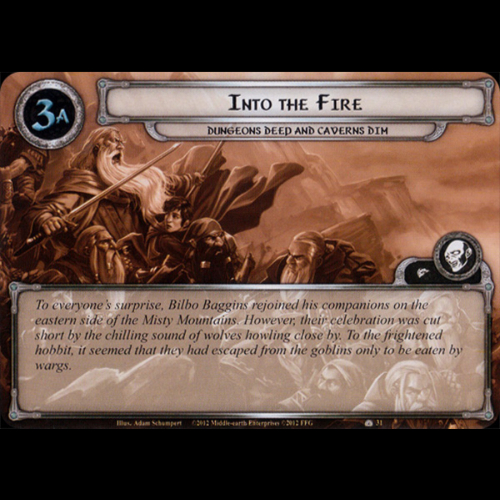 3A
INTO THE FIRE
DUNGEONS DEEP AND CAVERNS DIM
To everyone's surprise, Bilbo Baggins rejoined his companions on the
eastern side of the Misty Mountains. However, their celebration was cut
short by the chilling sound of wolves howling close by. To the frightened
hobbit, it seemed that they had escaped from the goblins only to be eaten by
wargs.
Illus. Adam Schumpert ©2012 Middle-earth Enterprises ©2012 FFG 31